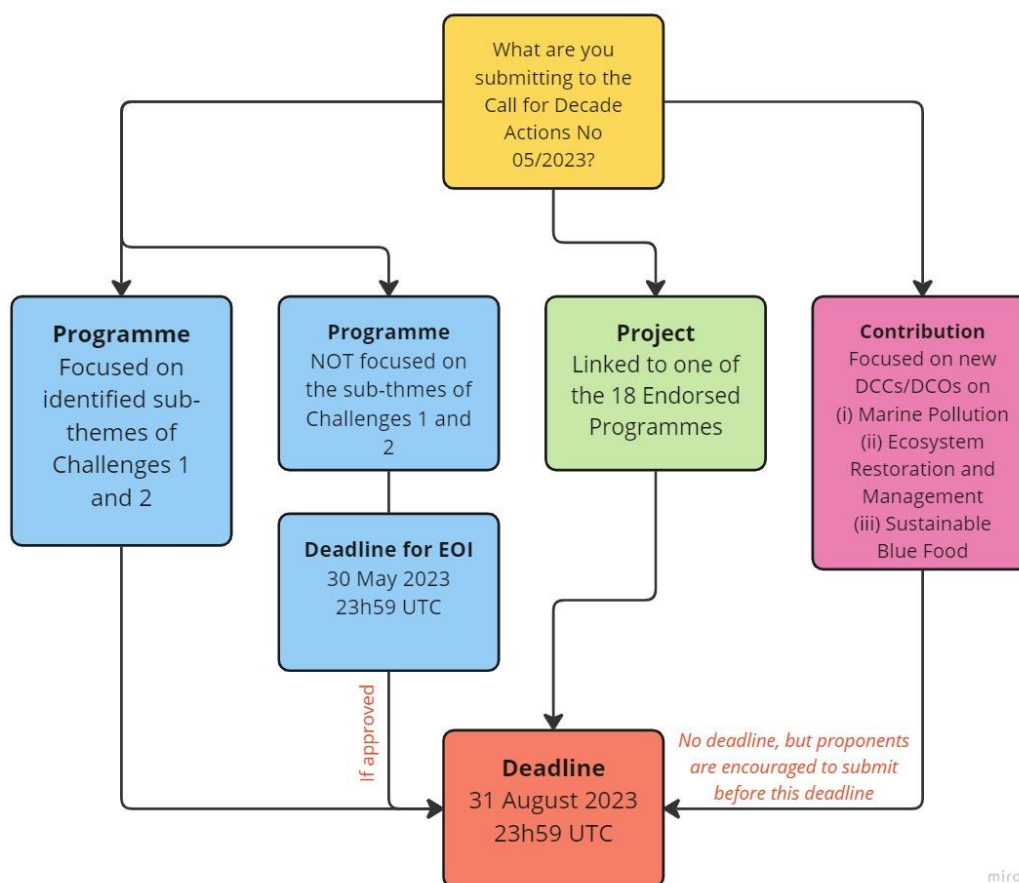 What are you
submitting to the
Call for Decade
Actions No
05/2023?
Programme
Focused on
identified sub-
themes of
Challenges 1
and 2
Programme
NOT focused on
the sub-thmes of
Challenges 1 and
2
Deadline for EOI
30 May 2023
23h59 UTC
Project
Linked to one of
the 18 Endorsed
Programmes
Contribution
Focused on new
DCCs/DCOs on
(i) Marine Pollution
(ii) Ecosystem
Restoration and
Management
(iii) Sustainable
Blue Food
If approved
No deadline, but proponents
are encouraged to submit
before this deadline
Deadline
31 August 2023
23h59 UTC